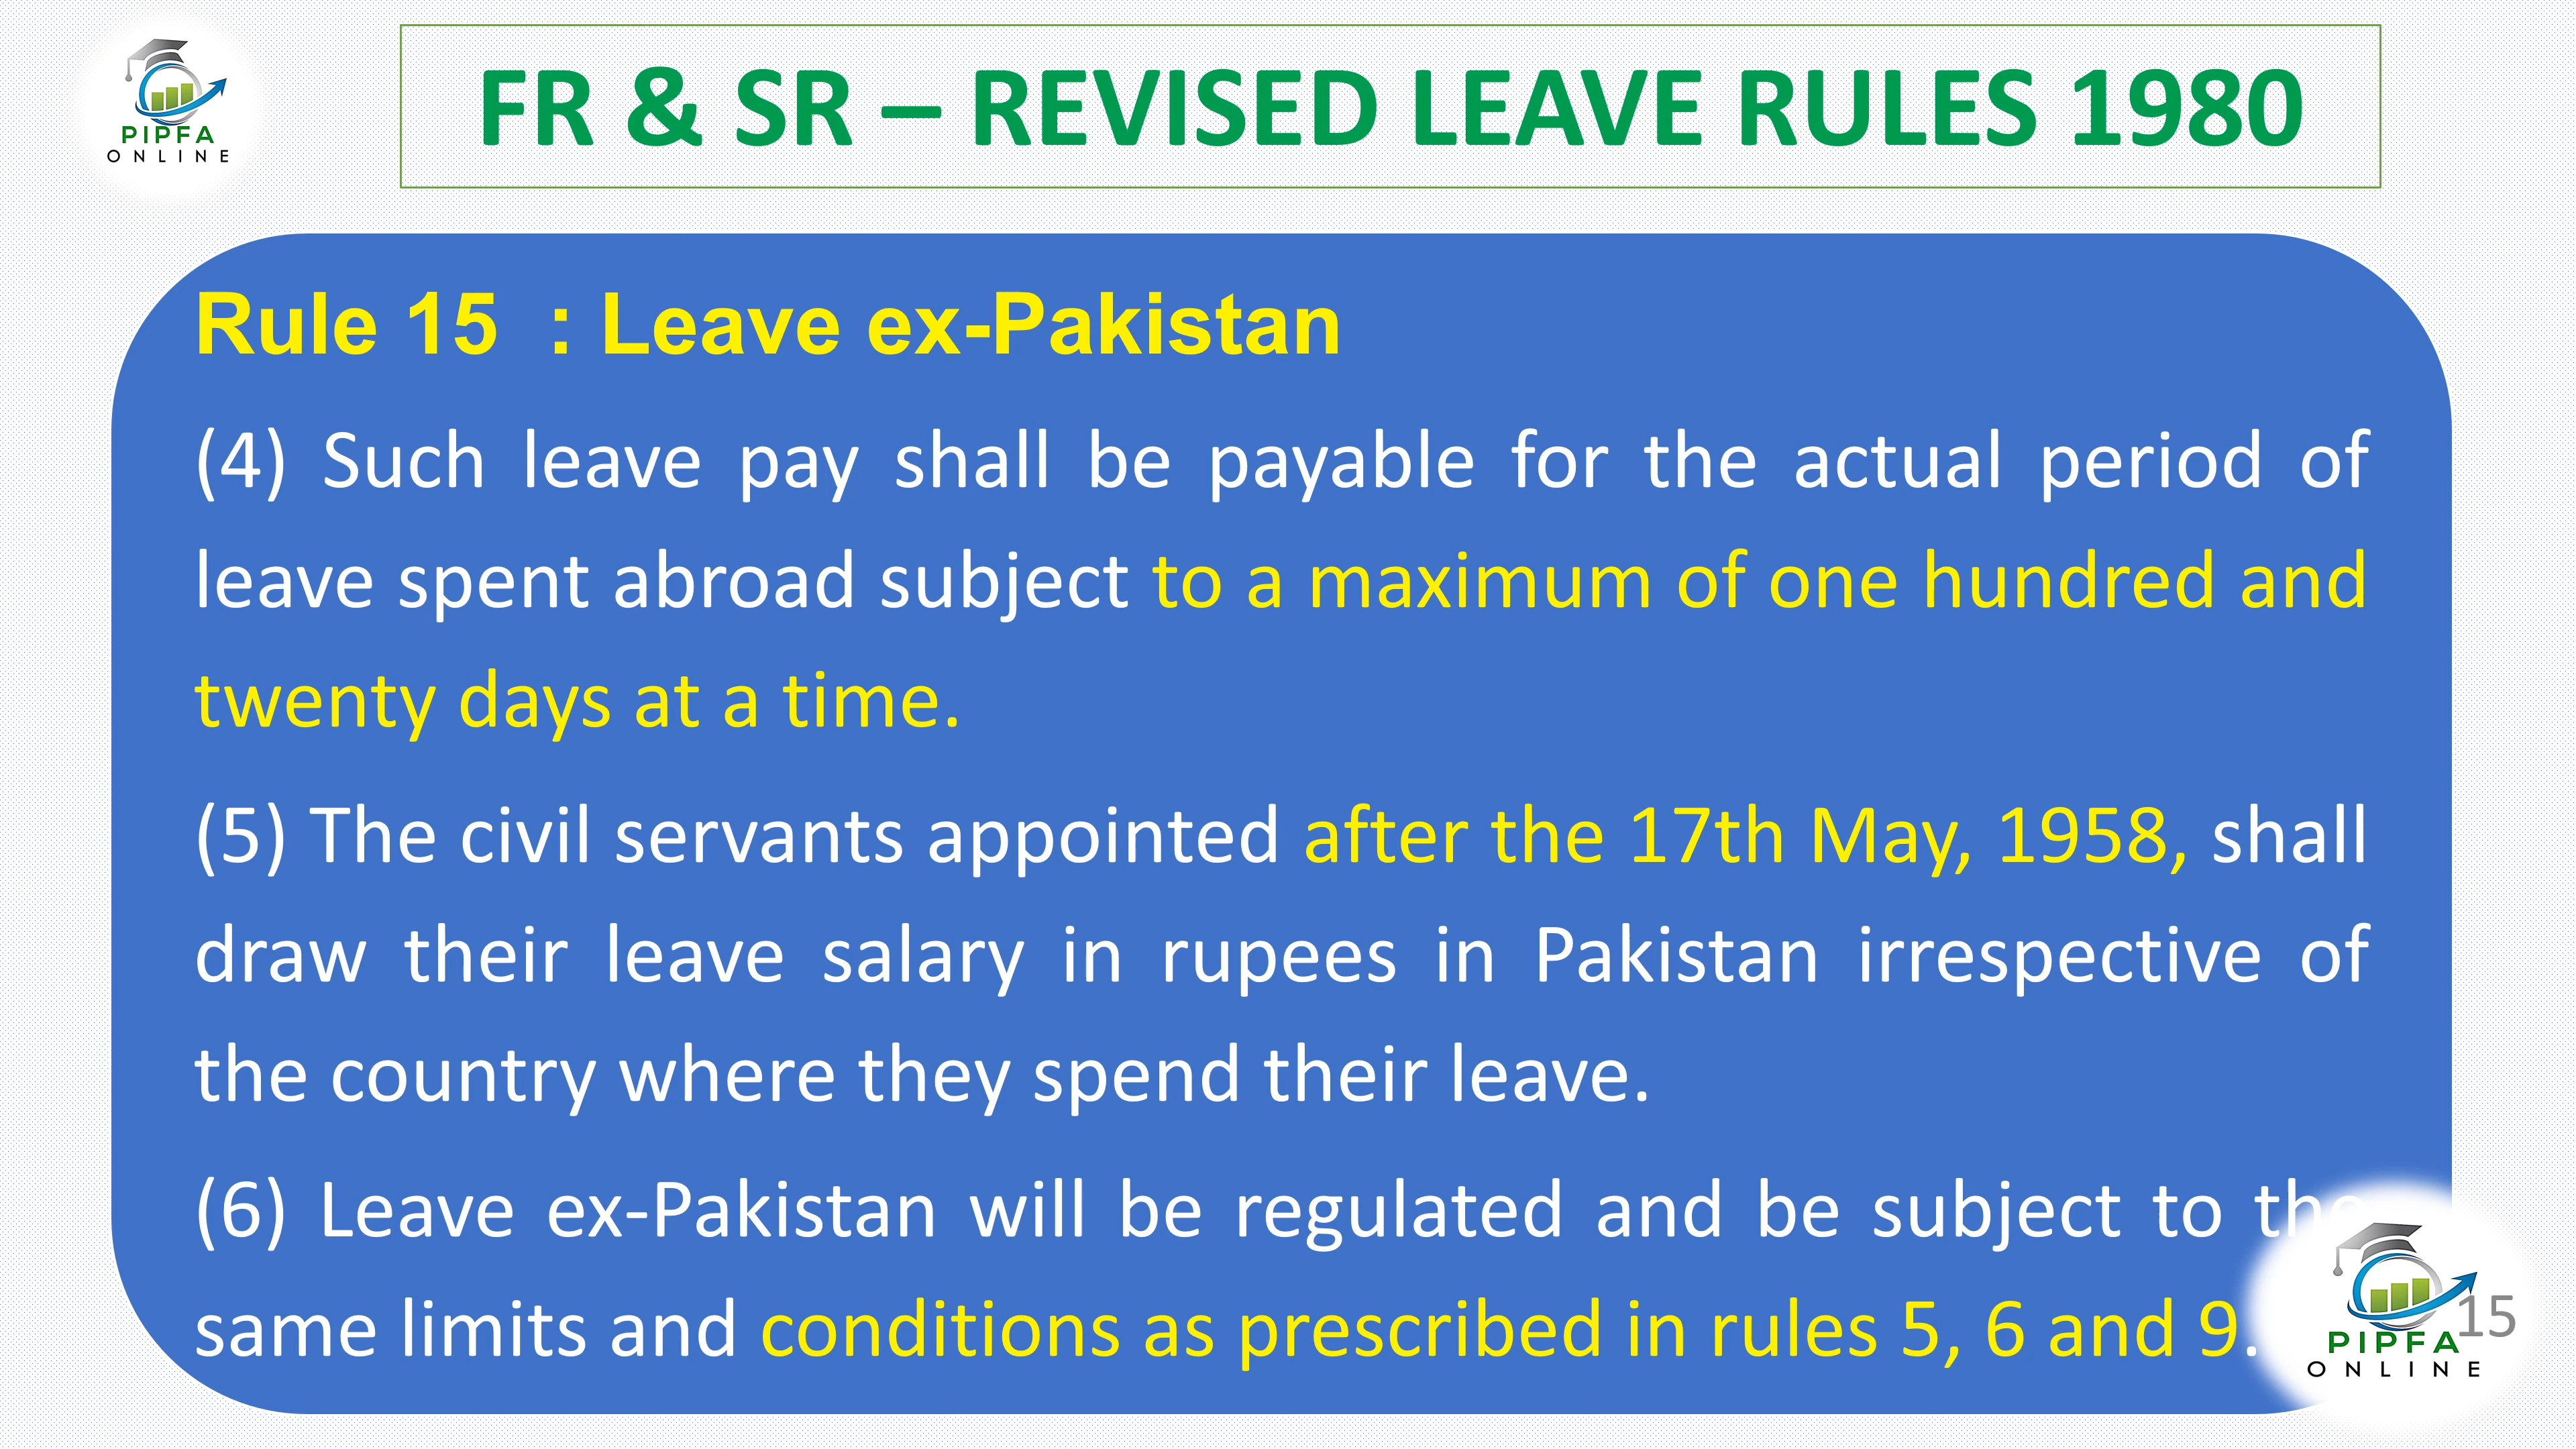 PIPFA
ONLINE
FR & SR – REVISED LEAVE RULES 1980
Rule 15 : Leave ex-Pakistan
(4) Such leave pay shall be payable for the actual period of
leave spent abroad subject to a maximum of one hundred and
twenty days at a time.
(5) The civil servants appointed after the 17th May, 1958, shall
draw their leave salary in rupees in Pakistan irrespective of
the country where they spend their leave.
(6) Leave ex-Pakistan will be regulated and be subject to the
same limits and conditions as prescribed in rules 5, 6 and 9.
15
PIPFA
ONLINE